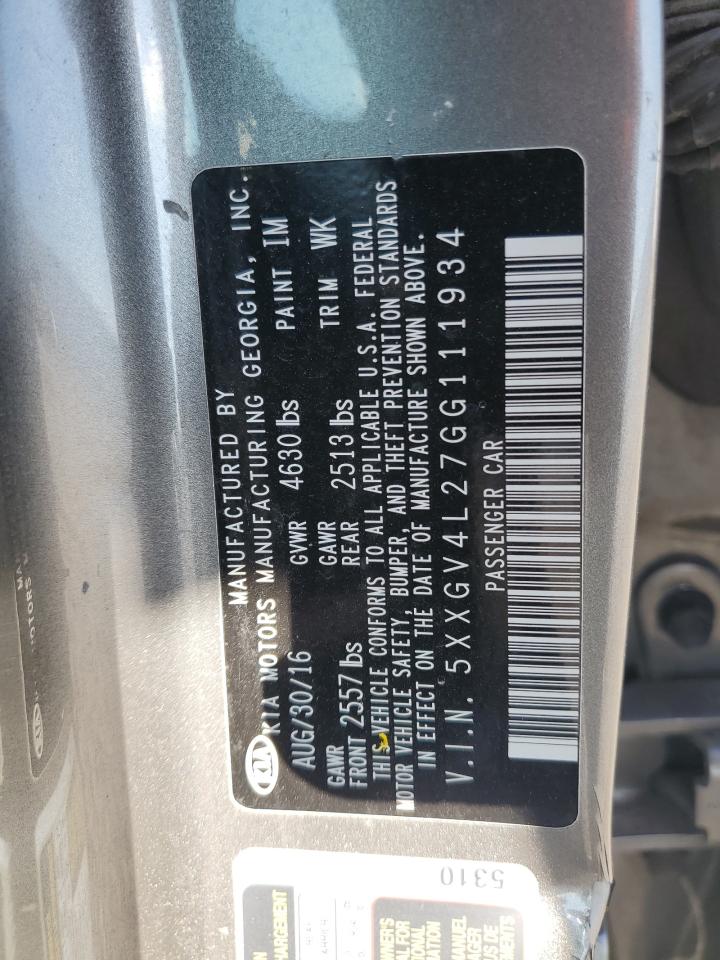 MANUFACTURED BY
KIA KIA MOTORS MANUFACTURING GEORGIA, INC.
AUG/30/16 GVWR 4630 lbs PAINT 1M
GAWR FRONT 2557 lbs GAWR REAR 2513 lbs TRIM WK
THIS VEHICLE CONFORMS TO ALL APPLICABLE U.S.A. FEDERAL
MOTOR VEHICLE SAFETY, BUMPER, AND THEFT PREVENTION STANDARDS
IN EFFECT ON THE DATE OF MANUFACTURE SHOWN ABOVE.
V.I.N. 5XXGV4L27GG111934
PASSENGER CAR
5310